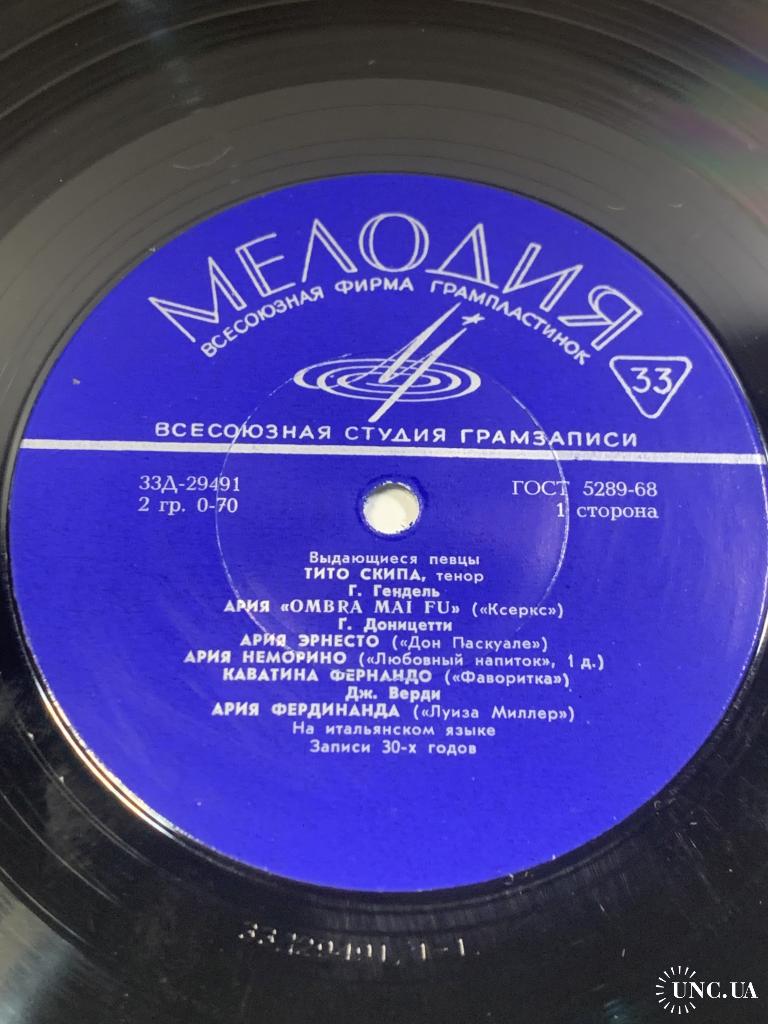 МЕЛОДИЯ
ВСЕСОЮЗНАЯ ФИРМА ГРАМПЛАСТИНОК
33
ВСЕСОЮЗНАЯ СТУДИЯ ГРАМЗАПИСИ
33Д-29491
2 гр. 0-70
ГОСТ 5289-68
1 сторона
Выдающиеся певцы
ТИТО СКИПА, тенор
Г. Гендель
АРИЯ «OMBRA MAI FU» («Ксеркс»)
Г. Доницетти
АРИЯ ЭРНЕСТО («Дон Паскуале»)
АРИЯ НЕМОРИНО («Любовный напиток», 1 д.)
КАВАТИНА ФЕРНАНДО («Фаворитка»)
Дж. Верди
АРИЯ ФЕРДИНАНДА («Луиза Миллер»)
На итальянском языке
Записи 30-х годов
UNC.UA